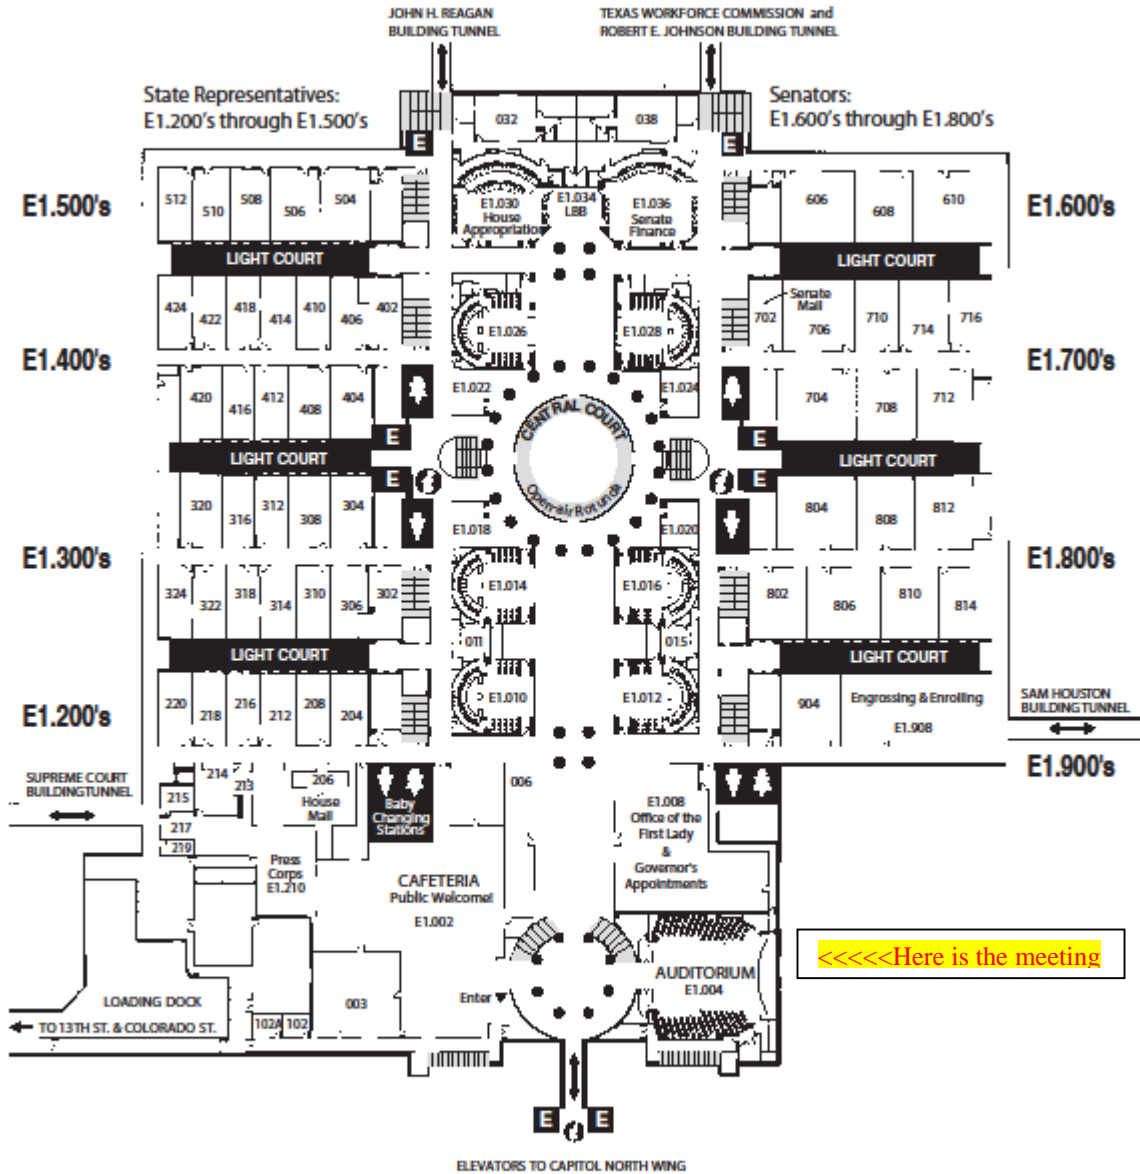 JOHN H. REAGAN
BUILDING TUNNEL
TEXAS WORKFORCE COMMISSION and
ROBERT E. JOHNSON BUILDING TUNNEL
State Representatives:
E1.200's through E1.500's
Senators:
E1.600's through E1.800's
032
038
E
E
E1.500's
512
510
508
506
504
E1.030
House
Appropriation
E1.034
LBB
E1.036
Senate
Finance
606
608
610
E1.600's
LIGHT COURT
LIGHT COURT
424
422
418
414
410
406
402
E1.026
E1.028
702
Senate
Mail
706
710
714
716
E1.400's
E1.700's
420
416
412
408
404
E1.022
E1.024
704
708
712
CENTRAL COURT
Open-air Rotunda
E
E
LIGHT COURT
LIGHT COURT
E
E
320
316
312
308
304
E1.018
E1.020
804
808
812
E1.300's
E1.800's
324
322
318
314
310
306
302
E1.014
E1.016
802
806
810
814
011
015
LIGHT COURT
LIGHT COURT
220
218
216
212
208
204
E1.010
E1.012
904
Engrossing & Enrolling
E1.908
E1.200's
SAM HOUSTON
BUILDING TUNNEL
E1.900's
SUPREME COURT
BUILDINGTUNNEL
214
213
215
217
219
206
House
Mail
Baby
Changing
Stations
006
E1.008
Office of the
First Lady
&
Governor's
Appointments
Press
Corps
E1.210
CAFETERIA
Public Welcome!
E1.002
AUDITORIUM
E1.004
<<<<<Here is the meeting
LOADING DOCK
003
Enter
TO 13TH ST. & COLORADO ST.
102A
102
E
E
ELEVATORS TO CAPITOL NORTH WING